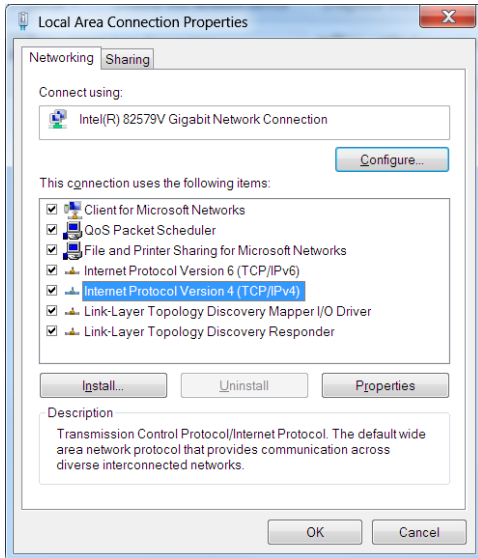 Local Area Connection Properties
Networking Sharing
Connect using:
Intel(R) 82579V Gigabit Network Connection
Configure...
This connection uses the following items:
Client for Microsoft Networks
QoS Packet Scheduler
File and Printer Sharing for Microsoft Networks
Internet Protocol Version 6 (TCP/IPv6)
Internet Protocol Version 4 (TCP/IPv4)
Link-Layer Topology Discovery Mapper I/O Driver
Link-Layer Topology Discovery Responder
Install... Uninstall Properties
Description
Transmission Control Protocol/Internet Protocol. The default wide
area network protocol that provides communication across
diverse interconnected networks.
OK Cancel